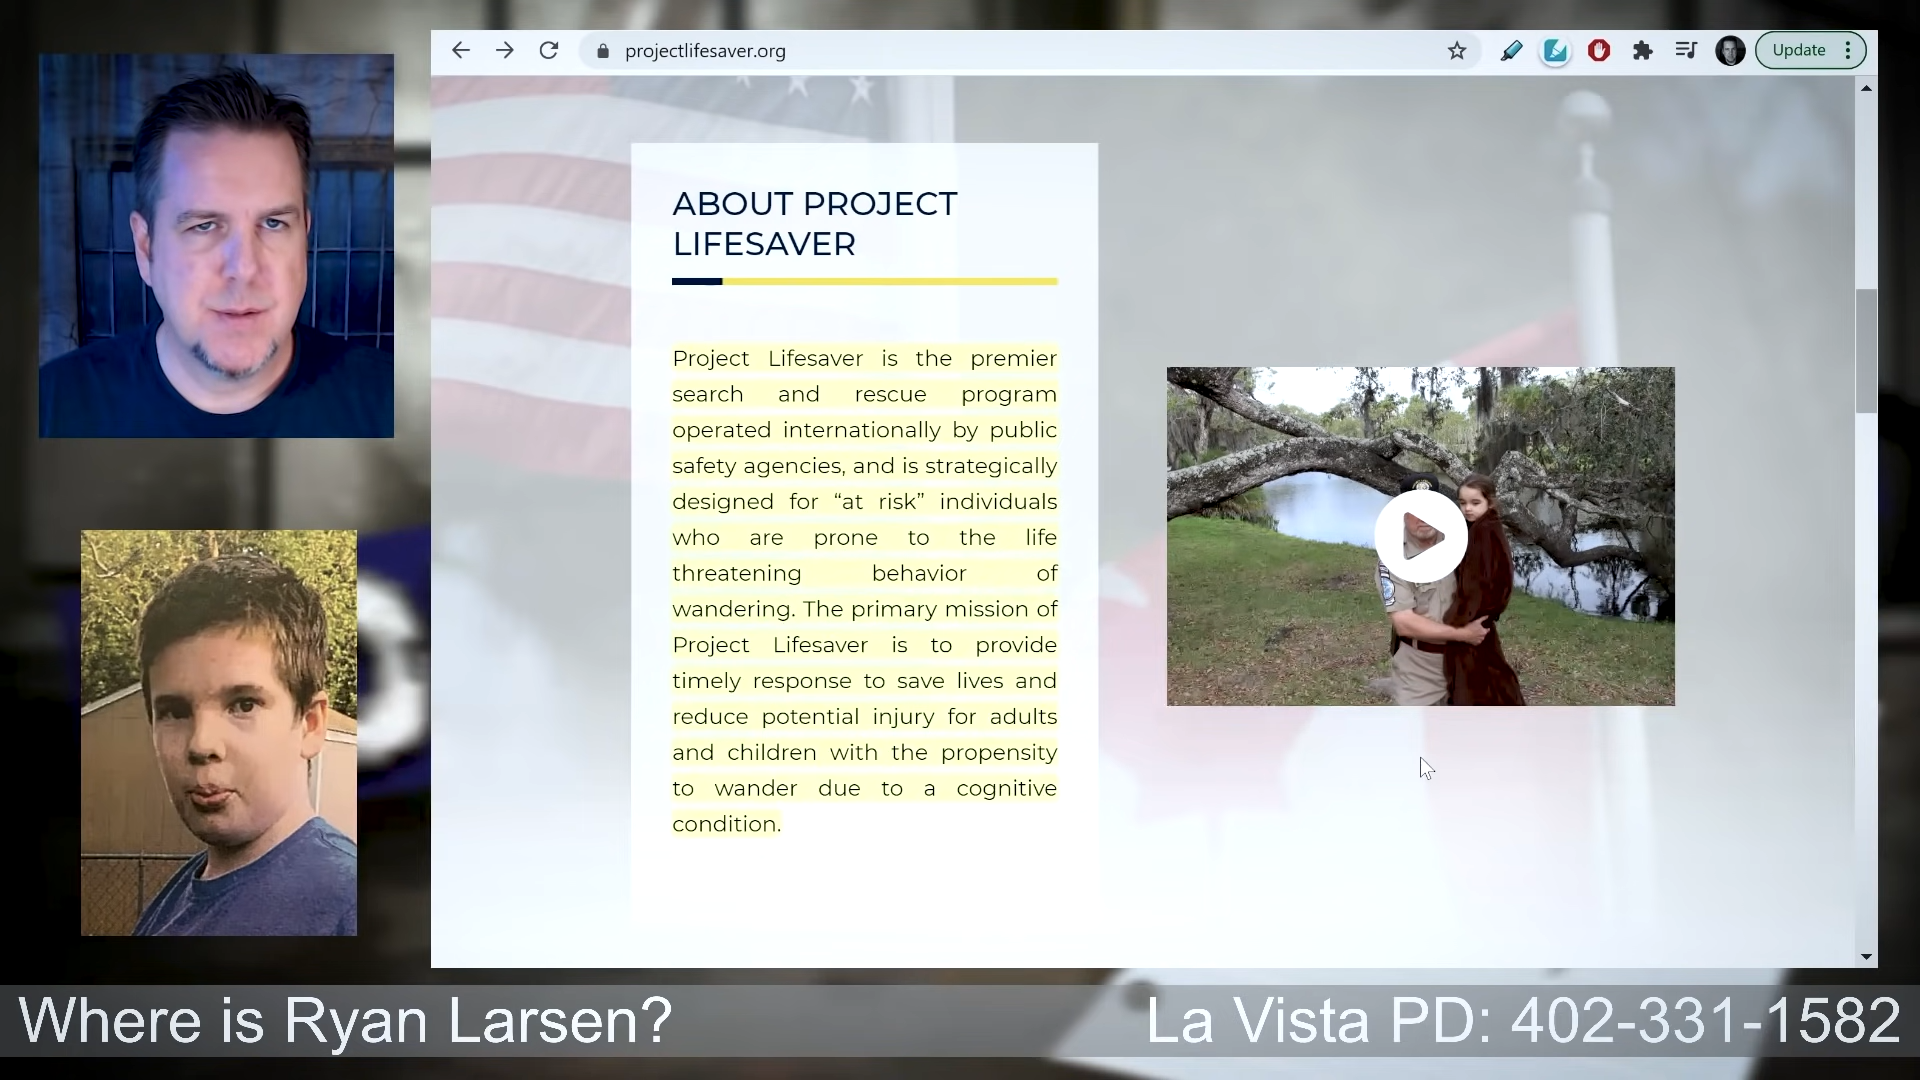 projectlifesaver.org
Update
ABOUT PROJECT
LIFESAVER
Project Lifesaver is the premier
search and rescue program
operated internationally by public
safety agencies, and is strategically
designed for “at risk” individuals
who are prone to the life
threatening behavior of
wandering. The primary mission of
Project Lifesaver is to provide
timely response to save lives and
reduce potential injury for adults
and children with the propensity
to wander due to a cognitive
condition.
Where is Ryan Larsen?
La Vista PD: 402-331-1582